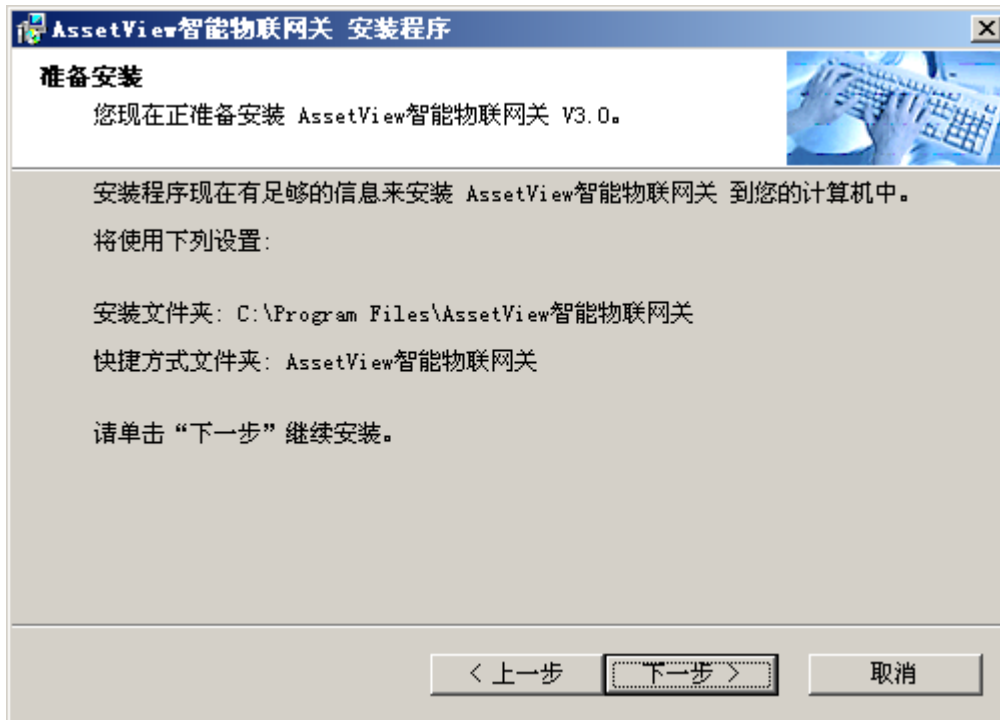 AssetView智能物联网关 安装程序
准备安装
您现在正准备安装 AssetView智能物联网关 V3.0。
安装程序现在有足够的信息来安装 AssetView智能物联网关 到您的计算机中。
将使用下列设置:
安装文件夹: C:\Program Files\AssetView智能物联网关
快捷方式文件夹: AssetView智能物联网关
请单击“下一步”继续安装。
< 上一步 下一步 > 取消